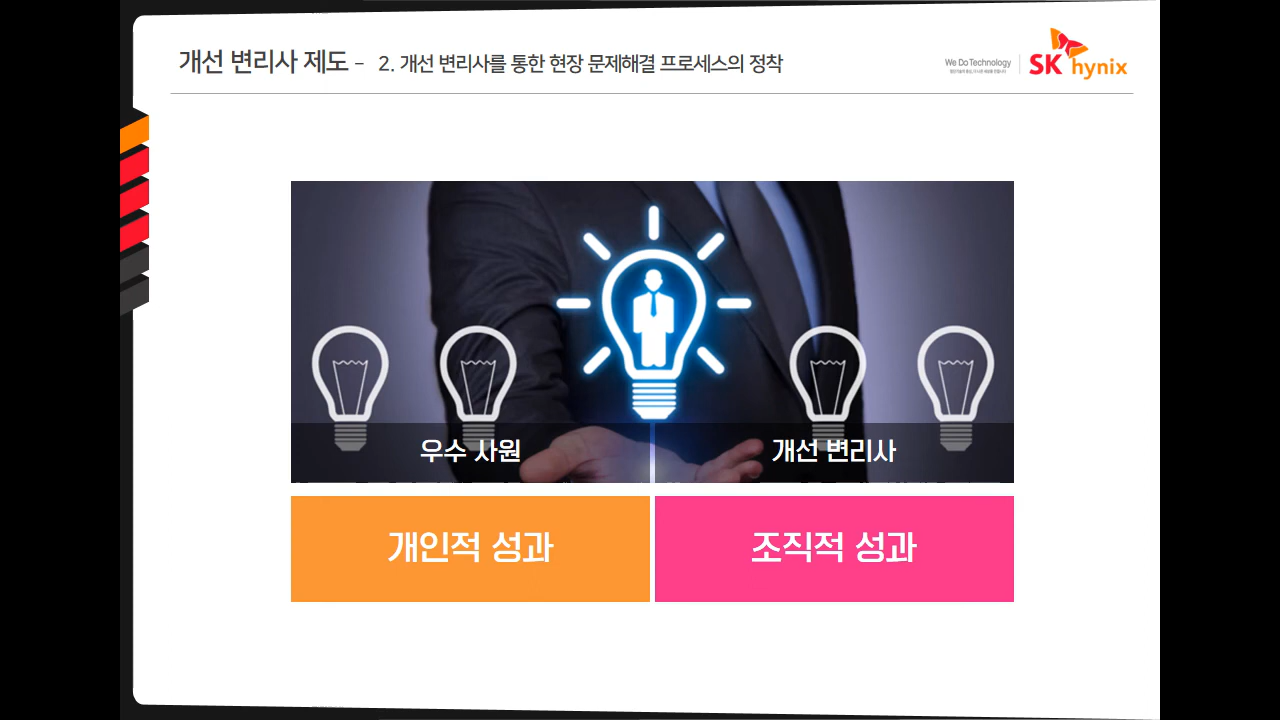 개선 변리사 제도 - 2. 개선 변리사를 통한 현장 문제해결 프로세스의 정착
We Do Technology
SK hynix
우수 사원
개선 변리사
개인적 성과
조직적 성과